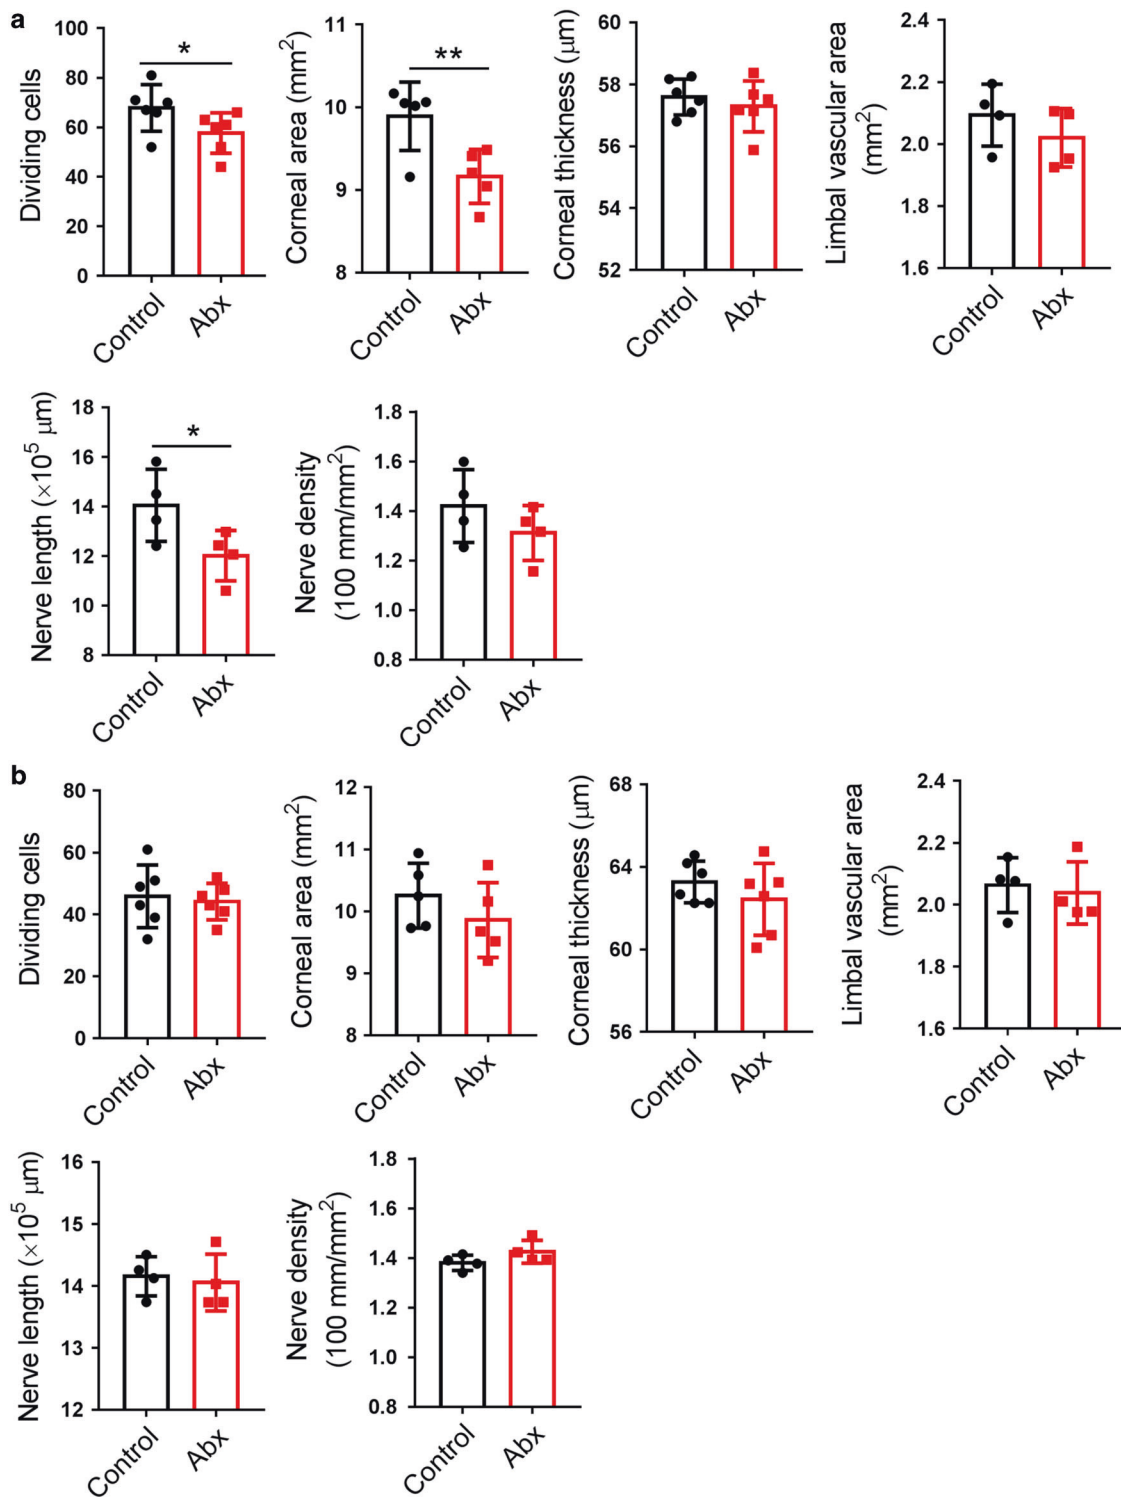 a
Dividing cells
100
80
60
40
20
0
*
Control
Abx
Corneal area (mm²)
11
10
9
8
**
Control
Abx
Corneal thickness (μm)
60
58
56
54
52
Control
Abx
Limbal vascular area
(mm²)
2.4
2.2
2.0
1.8
1.6
Control
Abx
Nerve length (×10⁵ μm)
18
16
14
12
10
8
*
Control
Abx
Nerve density
(100 mm/mm²)
1.8
1.6
1.4
1.2
1.0
0.8
Control
Abx
b
Dividing cells
80
60
40
20
0
Control
Abx
Corneal area (mm²)
12
11
10
9
8
Control
Abx
Corneal thickness (μm)
68
64
60
56
Control
Abx
Limbal vascular area
(mm²)
2.4
2.2
2.0
1.8
1.6
Control
Abx
Nerve length (×10⁵ μm)
16
15
14
13
12
Control
Abx
Nerve density
(100 mm/mm²)
1.8
1.6
1.4
1.2
1.0
0.8
Control
Abx